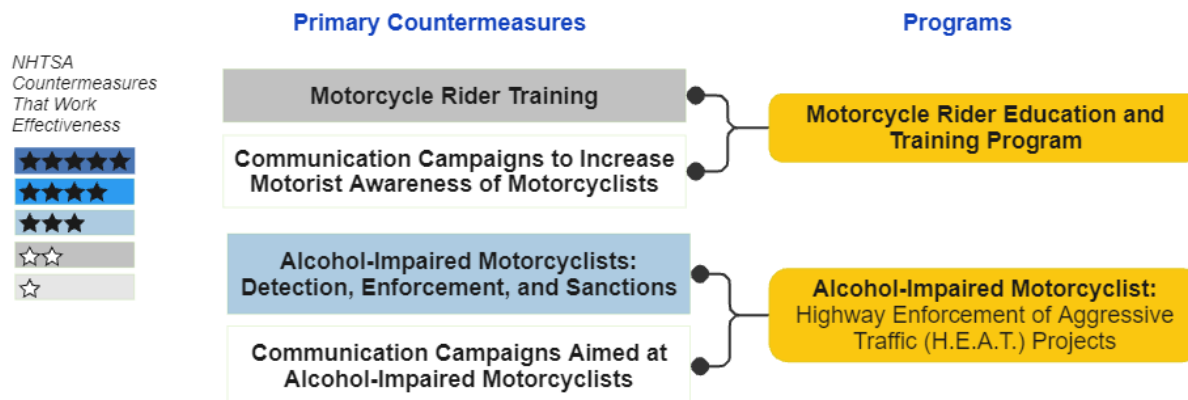 Primary Countermeasures
Programs
NHTSA
Countermeasures
That Work
Effectiveness
Motorcycle Rider Training
Communication Campaigns to Increase
Motorist Awareness of Motorcyclists
Motorcycle Rider Education and
Training Program
Alcohol-Impaired Motorcyclists:
Detection, Enforcement, and Sanctions
Communication Campaigns Aimed at
Alcohol-Impaired Motorcyclists
Alcohol-Impaired Motorcyclist:
Highway Enforcement of Aggressive
Traffic (H.E.A.T.) Projects